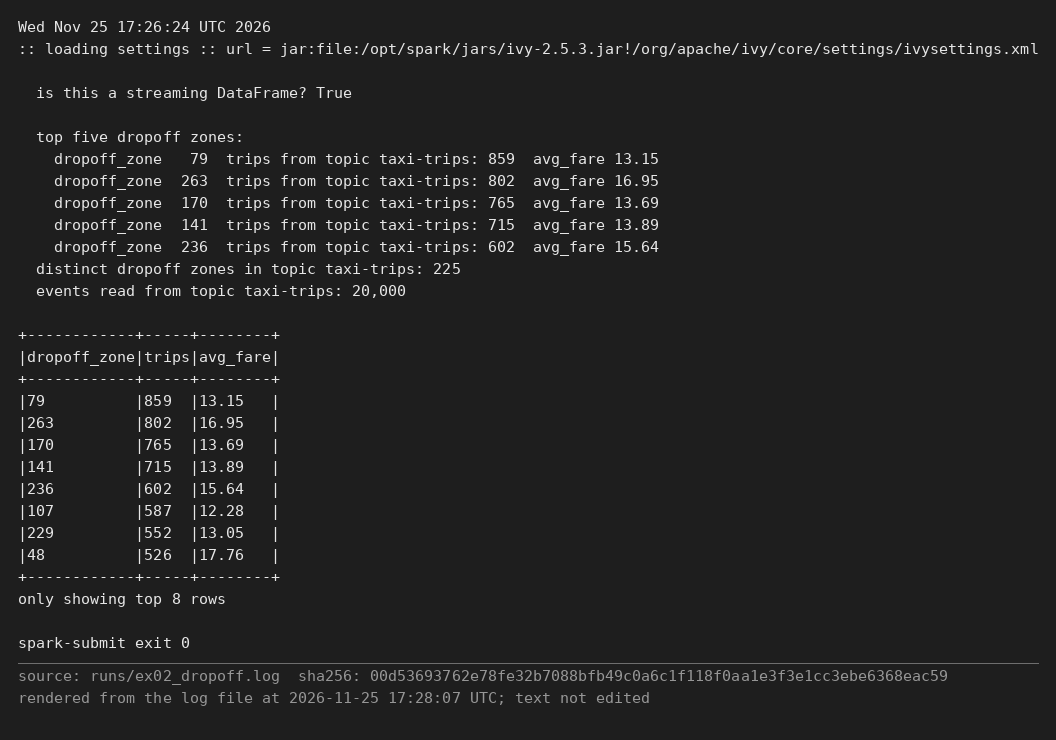 Wed Nov 25 17:26:24 UTC 2026
:: loading settings :: url = jar:file:/opt/spark/jars/ivy-2.5.3.jar!/org/apache/ivy/core/settings/ivysettings.xml
is this a streaming DataFrame? True
top five dropoff zones:
dropoff_zone   79  trips from topic taxi-trips: 859  avg_fare 13.15
dropoff_zone  263  trips from topic taxi-trips: 802  avg_fare 16.95
dropoff_zone  170  trips from topic taxi-trips: 765  avg_fare 13.69
dropoff_zone  141  trips from topic taxi-trips: 715  avg_fare 13.89
dropoff_zone  236  trips from topic taxi-trips: 602  avg_fare 15.64
distinct dropoff zones in topic taxi-trips: 225
events read from topic taxi-trips: 20,000
+------------+-----+--------+
|dropoff_zone|trips|avg_fare|
+------------+-----+--------+
|79          |859  |13.15   |
|263         |802  |16.95   |
|170         |765  |13.69   |
|141         |715  |13.89   |
|236         |602  |15.64   |
|107         |587  |12.28   |
|229         |552  |13.05   |
|48          |526  |17.76   |
+------------+-----+--------+
only showing top 8 rows
spark-submit exit 0
source: runs/ex02_dropoff.log  sha256: 00d53693762e78fe32b7088bfb49c0a6c1f118f0aa1e3f3e1cc3ebe6368eac59
rendered from the log file at 2026-11-25 17:28:07 UTC; text not edited